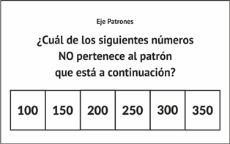 Eje Patrones
¿Cuál de los siguientes números
NO pertenece al patrón
que está a continuación?
100 150 200 250 300 350